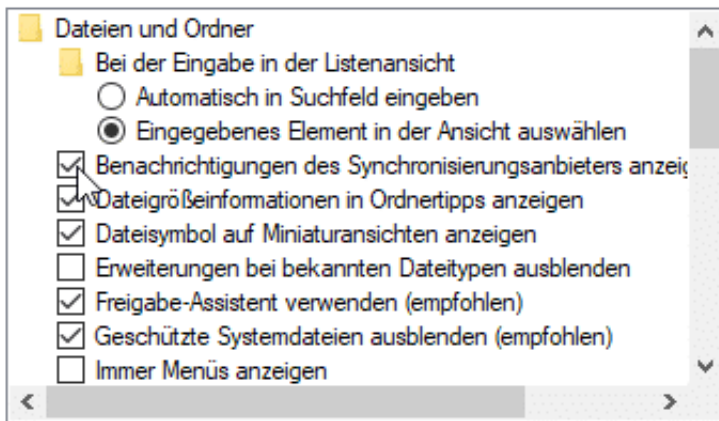 Dateien und Ordner
Bei der Eingabe in der Listenansicht
Automatisch in Suchfeld eingeben
Eingegebenes Element in der Ansicht auswählen
Benachrichtigungen des Synchronisierungsanbieters anzeig
Dateigrößeinformationen in Ordnertipps anzeigen
Dateisymbol auf Miniaturansichten anzeigen
Erweiterungen bei bekannten Dateitypen ausblenden
Freigabe-Assistent verwenden (empfohlen)
Geschützte Systemdateien ausblenden (empfohlen)
Immer Menüs anzeigen